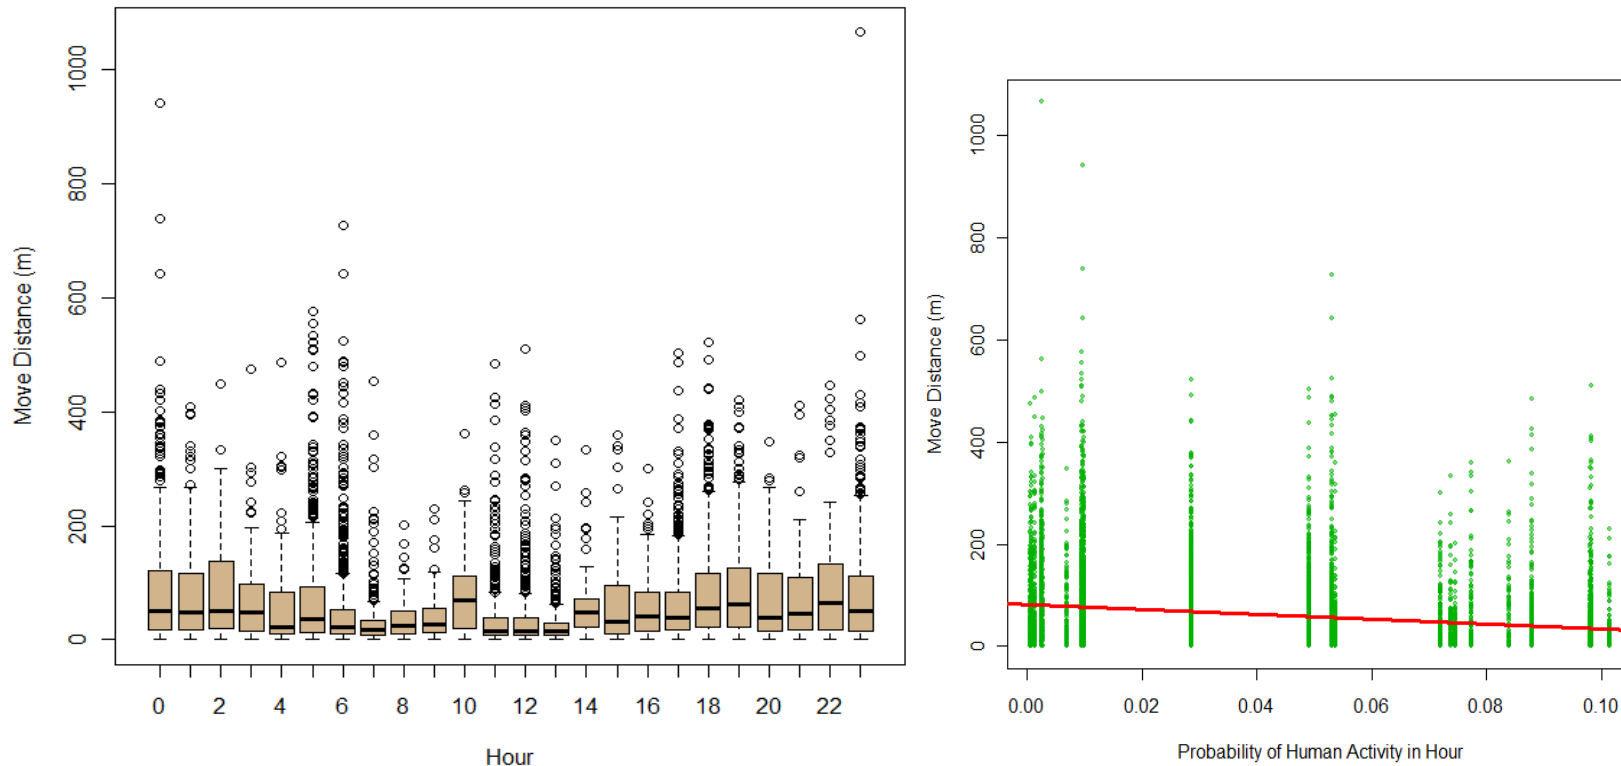 Move Distance (m)
1000
800
600
400
200
0
0 2 4 6 8 10 12 14 16 18 20 22
Hour
Move Distance (m)
1000
800
600
400
200
0
0.00 0.02 0.04 0.06 0.08 0.10
Probability of Human Activity in Hour